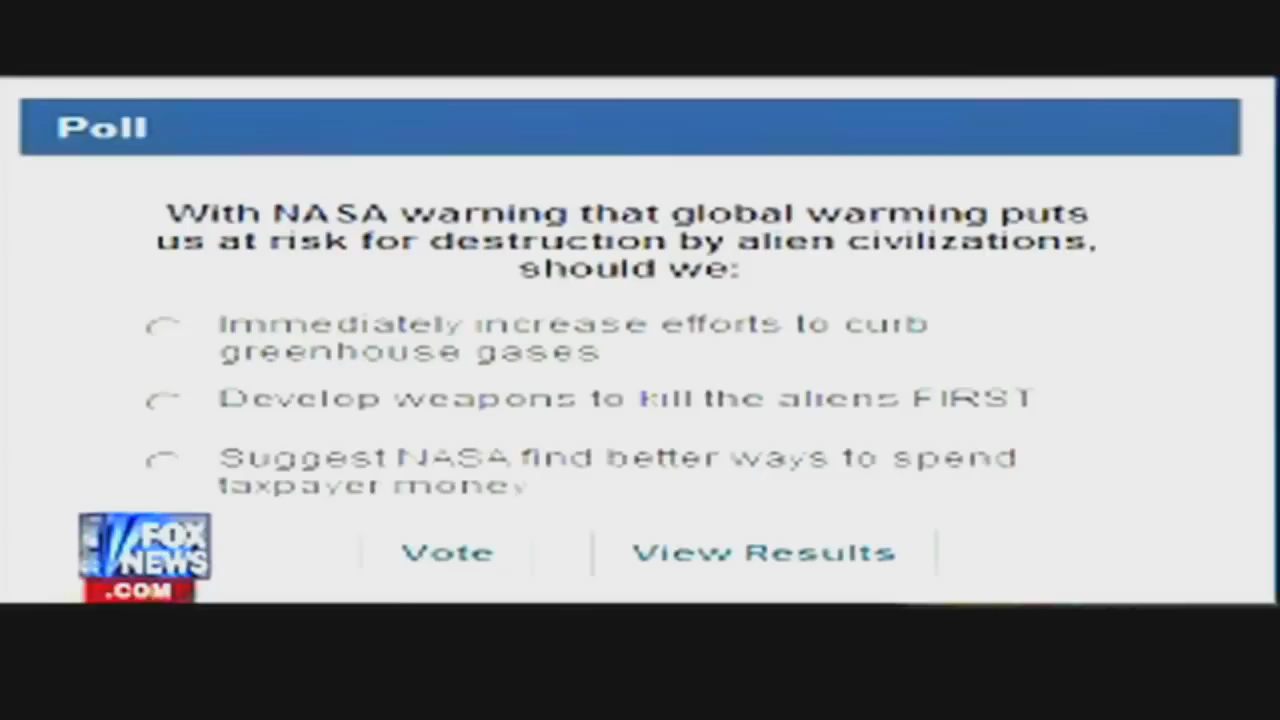 Poll
With NASA warning that global warming puts
us at risk for destruction by alien civilizations,
should we:
Immediately increase efforts to curb
greenhouse gases
Develop weapons to kill the aliens FIRST
Suggest NASA find better ways to spend
taxpayer money
FOX
NEWS
.COM
Vote
View Results